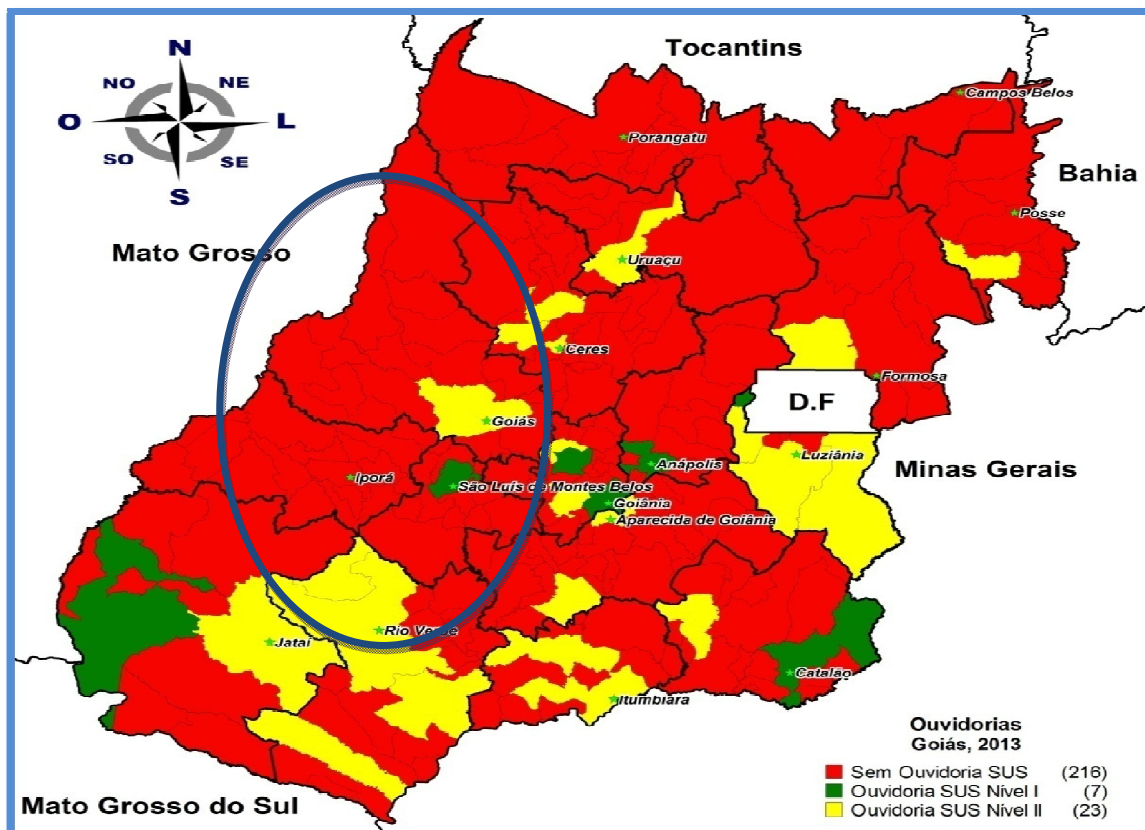 Tocantins
N
NO
NE
O
L
SO
SE
S
Campos Belos
Porangatu
Bahia
Posse
Mato Grosso
Uruaçu
Ceres
Formosa
D.F
Goiás
Luziânia
Anápolis
Minas Gerais
Iporá
São Luís de Montes Belos
Goiânia
Aparecida de Goiânia
Rio Verde
Jataí
Catalão
Itumbiara
Ouvidorias
Goiás, 2013
Sem Ouvidoria SUS (216)
Ouvidoria SUS Nível I (7)
Ouvidoria SUS Nível II (23)
Mato Grosso do Sul